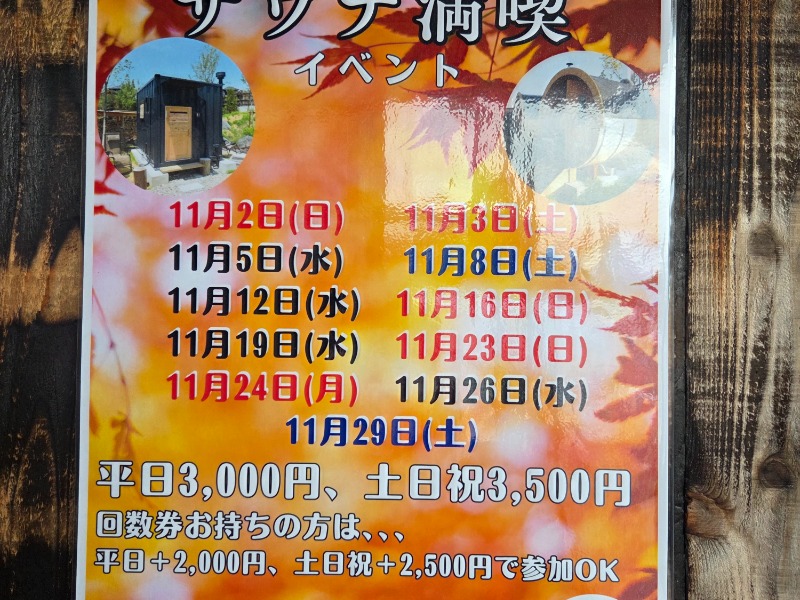 サウナ満喫
イベント
11月2日(日) 11月3日(土)
11月5日(水) 11月8日(土)
11月12日(水) 11月16日(日)
11月19日(水) 11月23日(日)
11月24日(月) 11月26日(水)
11月29日(土)
平日3,000円、土日祝3,500円
回数券お持ちの方は、、、
平日+2,000円、土日祝+2,500円で参加OK